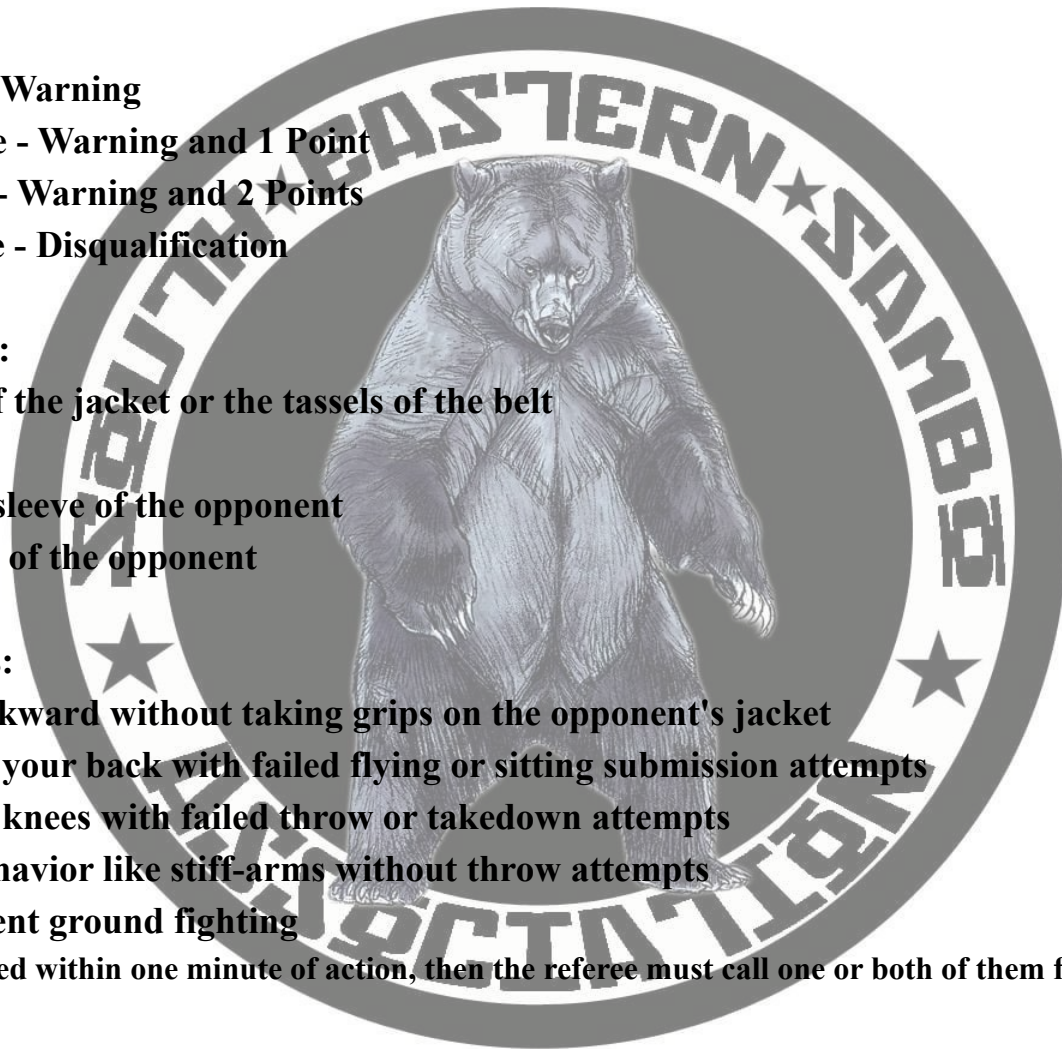 Warning
e - Warning and 1 Point
- Warning and 2 Points
e - Disqualification
:
f the jacket or the tassels of the belt
sleeve of the opponent
of the opponent
:
kward without taking grips on the opponent's jacket
your back with failed flying or sitting submission attempts
knees with failed throw or takedown attempts
havior like stiff-arms without throw attempts
ent ground fighting
ed within one minute of action, then the referee must call one or both of them f
SOUTH★EASTERN★SAMBO
★ASSOCIATION★